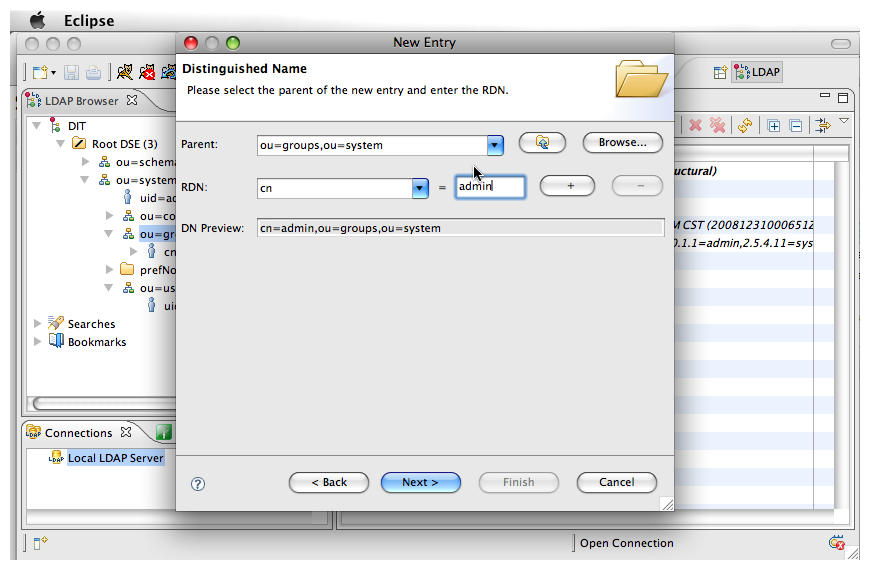 Eclipse
New Entry
LDAP
Distinguished Name
Please select the parent of the new entry and enter the RDN.
LDAP Browser
DIT
Root DSE (3)
ou=schema
ou=system
uid=ad
ou=co
ou=gr
cn
prefNo
ou=us
uid
Searches
Bookmarks
Parent:
ou=groups,ou=system
Browse...
RDN:
cn
=
admin
+
−
DN Preview:
cn=admin,ou=groups,ou=system
uctural)
M CST (20081231000651Z
0.1.1=admin,2.5.4.11=sys
Connections
Local LDAP Server
?
< Back
Next >
Finish
Cancel
Open Connection